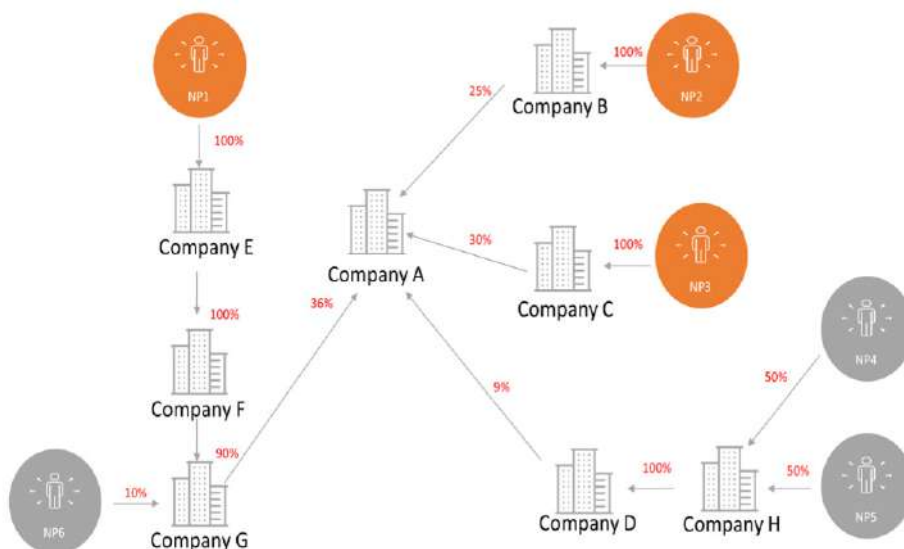 NP1
100%
Company E
100%
Company F
90%
NP6
10%
Company G
36%
Company A
25%
Company B
100%
NP2
30%
Company C
100%
NP3
9%
Company D
100%
Company H
50%
NP4
50%
NP5